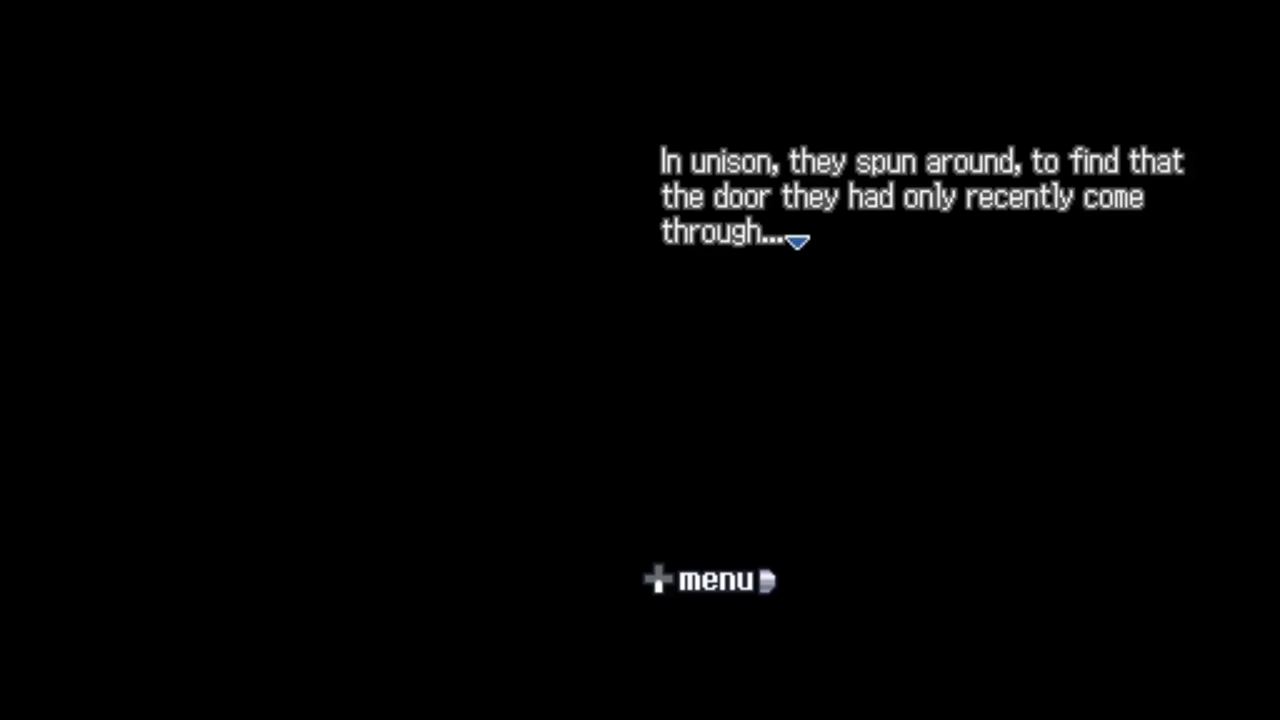 In unison, they spun around, to find that
the door they had only recently come
through...
menu